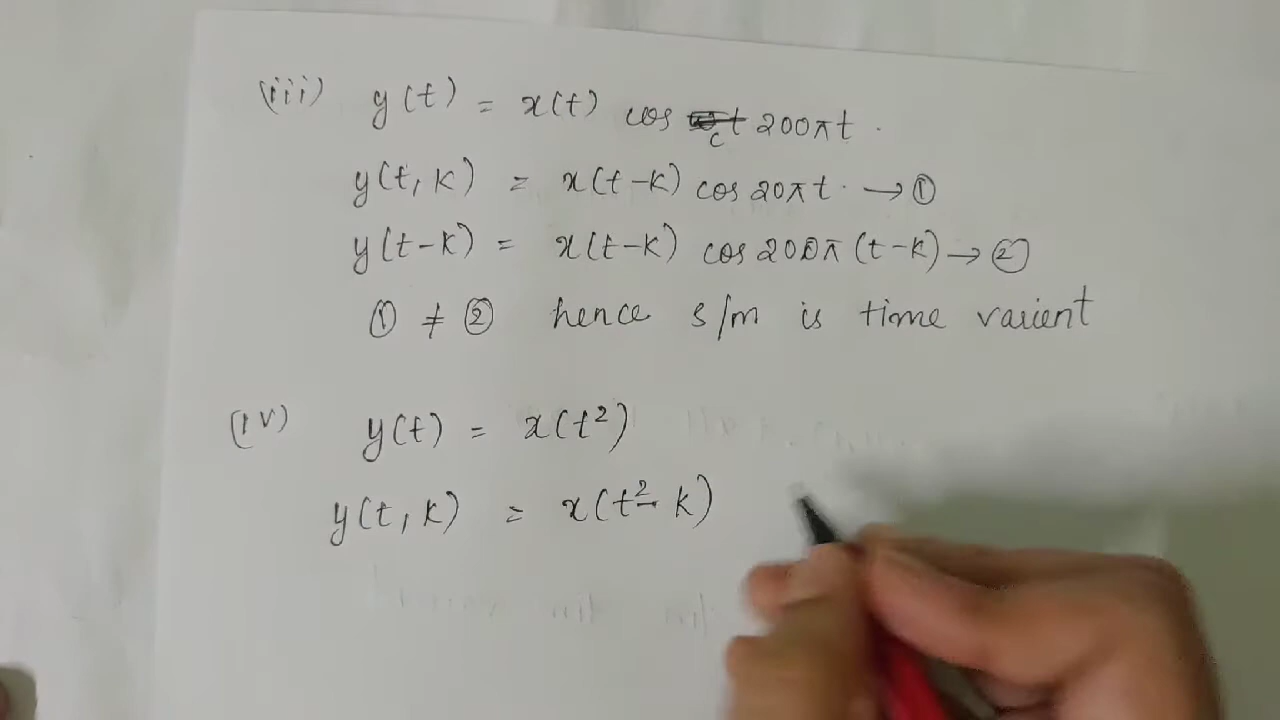 (iii) y(t) = x(t) cos 200πt.
y(t,k) = x(t-k) cos 20πt. → ①
y(t-k) = x(t-k) cos 200π(t-k) → ②
① ≠ ② hence s/m is time varient
(iv) y(t) = x(t²)
y(t,k) = x(t²-k)